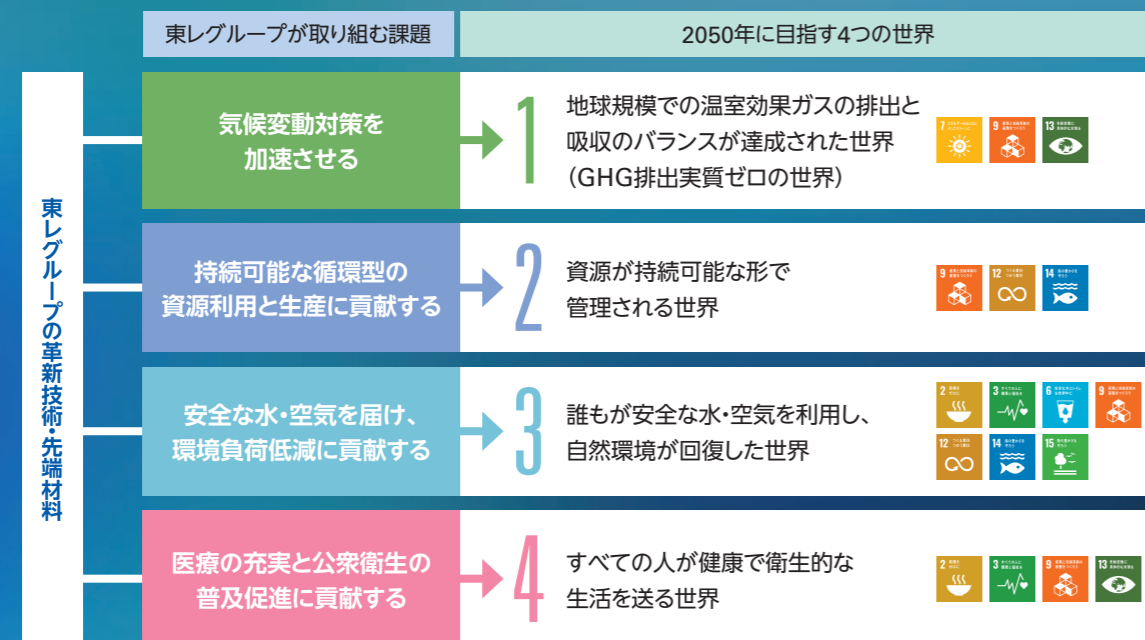 東レグループが取り組む課題
2050年に目指す4つの世界
東レグループの革新技術・先端材料
気候変動対策を
加速させる
1
地球規模での温室効果ガスの排出と
吸収のバランスが達成された世界
（GHG排出実質ゼロの世界）
7
9
13
持続可能な循環型の
資源利用と生産に貢献する
2
資源が持続可能な形で
管理される世界
9
12
14
安全な水・空気を届け、
環境負荷低減に貢献する
3
誰もが安全な水・空気を利用し、
自然環境が回復した世界
2
3
6
9
12
14
15
医療の充実と公衆衛生の
普及促進に貢献する
4
すべての人が健康で衛生的な
生活を送る世界
2
3
9
13